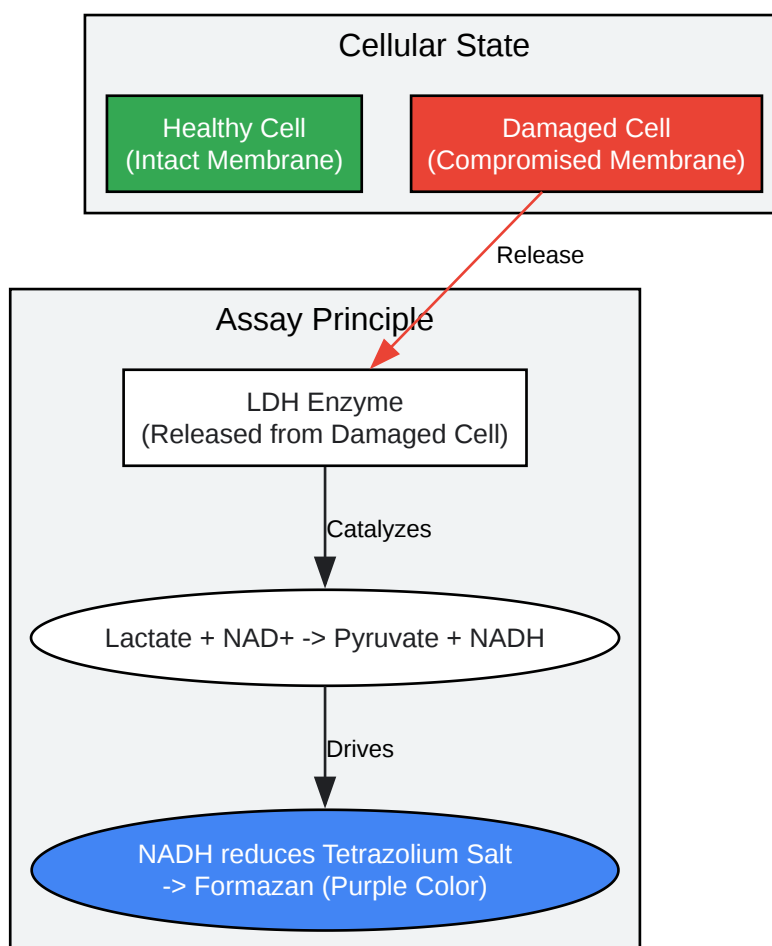 Cellular State
Healthy Cell
(Intact Membrane)
Damaged Cell
(Compromised Membrane)
Release
Assay Principle
LDH Enzyme
(Released from Damaged Cell)
Catalyzes
Lactate + NAD+ -> Pyruvate + NADH
Drives
NADH reduces Tetrazolium Salt
-> Formazan (Purple Color)